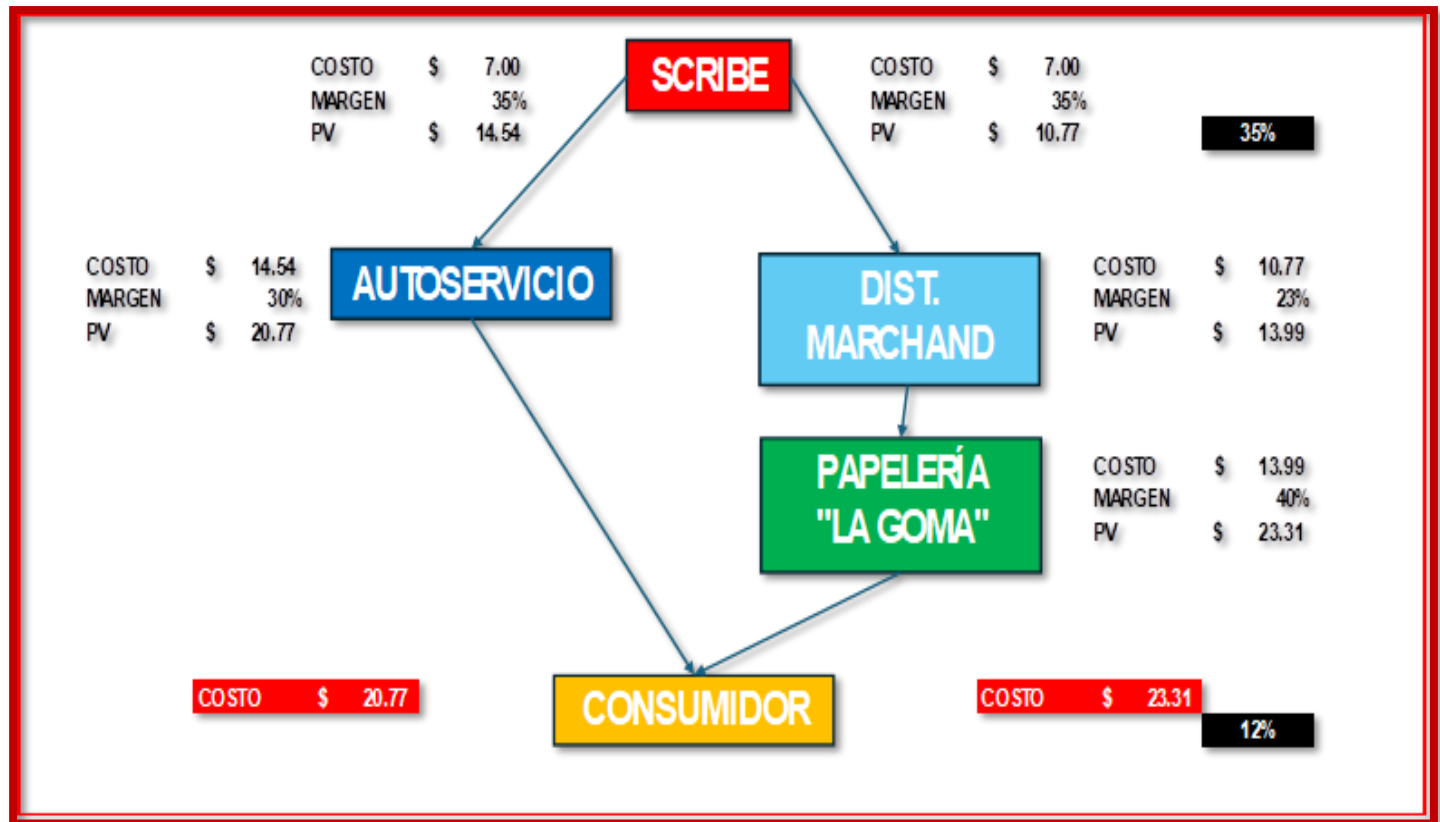 SCRIBE
COSTO $ 7.00
MARGEN 35%
PV $ 14.54
COSTO $ 7.00
MARGEN 35%
PV $ 10.77
35%
COSTO $ 14.54
MARGEN 30%
PV $ 20.77
AUTOSERVICIO
DIST.
MARCHAND
COSTO $ 10.77
MARGEN 23%
PV $ 13.99
PAPELERÍA
"LA GOMA"
COSTO $ 13.99
MARGEN 40%
PV $ 23.31
COSTO $ 20.77
CONSUMIDOR
COSTO $ 23.31
12%